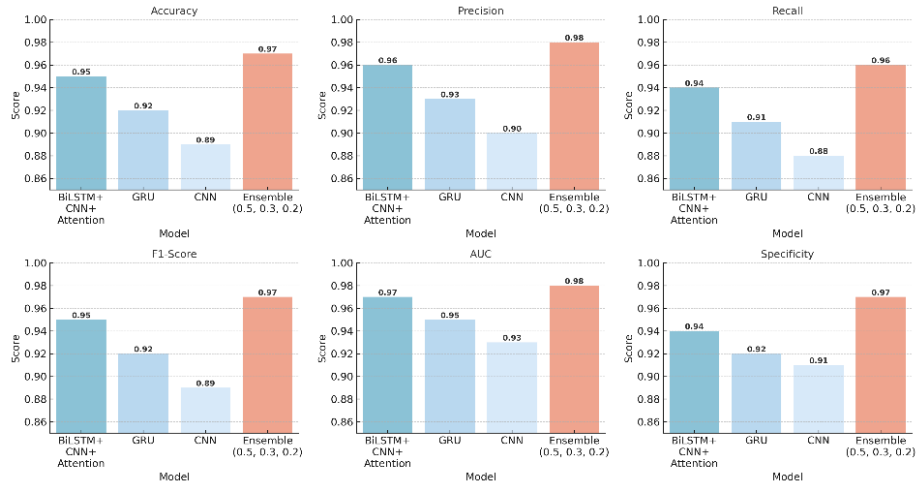 Accuracy
1.00
0.98
0.96
0.94
0.92
0.90
0.88
0.86
Score
0.95
0.92
0.89
0.97
BiLSTM+
CNN+
Attention
GRU
CNN
Ensemble
(0.5, 0.3, 0.2)
Model
Precision
1.00
0.98
0.96
0.94
0.92
0.90
0.88
0.86
Score
0.96
0.93
0.90
0.98
BiLSTM+
CNN+
Attention
GRU
CNN
Ensemble
(0.5, 0.3, 0.2)
Model
Recall
1.00
0.98
0.96
0.94
0.92
0.90
0.88
0.86
Score
0.94
0.91
0.88
0.96
BiLSTM+
CNN+
Attention
GRU
CNN
Ensemble
(0.5, 0.3, 0.2)
Model
F1-Score
1.00
0.98
0.96
0.94
0.92
0.90
0.88
0.86
Score
0.95
0.92
0.89
0.97
BiLSTM+
CNN+
Attention
GRU
CNN
Ensemble
(0.5, 0.3, 0.2)
Model
AUC
1.00
0.98
0.96
0.94
0.92
0.90
0.88
0.86
Score
0.97
0.95
0.93
0.98
BiLSTM+
CNN+
Attention
GRU
CNN
Ensemble
(0.5, 0.3, 0.2)
Model
Specificity
1.00
0.98
0.96
0.94
0.92
0.90
0.88
0.86
Score
0.94
0.92
0.91
0.97
BiLSTM+
CNN+
Attention
GRU
CNN
Ensemble
(0.5, 0.3, 0.2)
Model